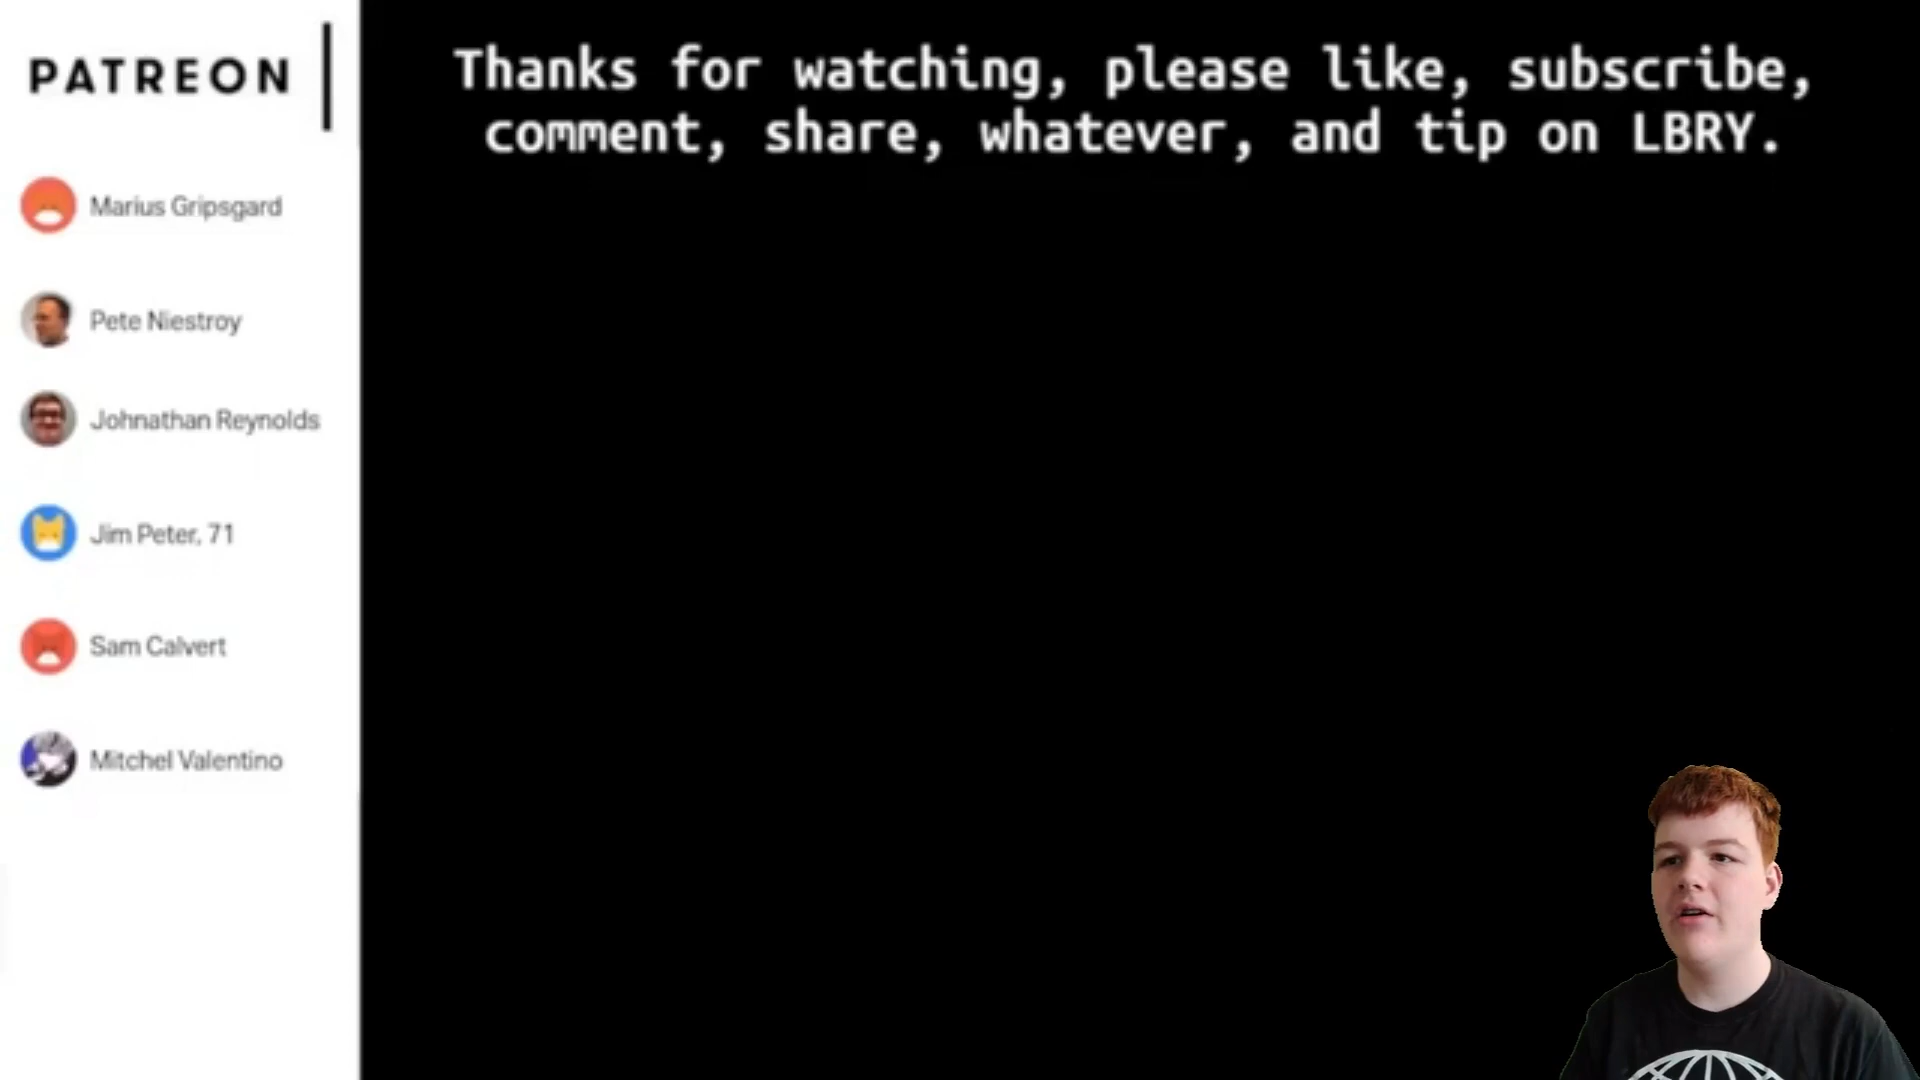 PATREON
Marius Gripsgard
Pete Niestroy
Johnathan Reynolds
Jim Peter, 71
Sam Calvert
Mitchel Valentino
Thanks for watching, please like, subscribe,
comment, share, whatever, and tip on LBRY.